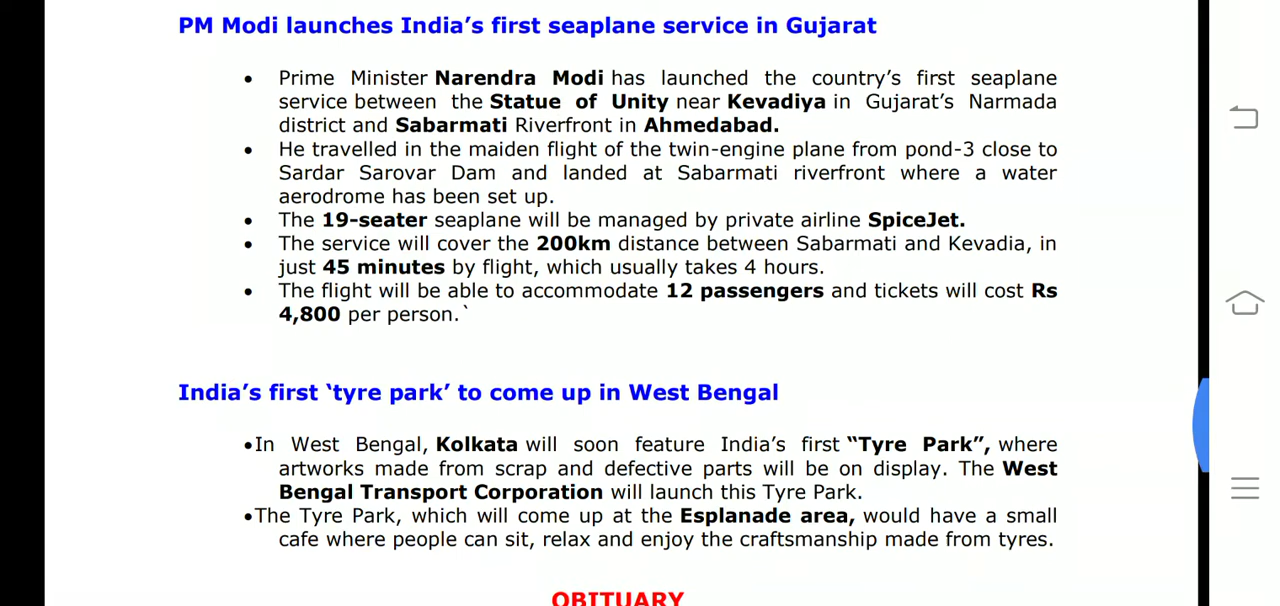 PM Modi launches India’s first seaplane service in Gujarat
• Prime Minister Narendra Modi has launched the country’s first seaplane
service between the Statue of Unity near Kevadiya in Gujarat’s Narmada
district and Sabarmati Riverfront in Ahmedabad.
• He travelled in the maiden flight of the twin-engine plane from pond-3 close to
Sardar Sarovar Dam and landed at Sabarmati riverfront where a water
aerodrome has been set up.
• The 19-seater seaplane will be managed by private airline SpiceJet.
• The service will cover the 200km distance between Sabarmati and Kevadia, in
just 45 minutes by flight, which usually takes 4 hours.
• The flight will be able to accommodate 12 passengers and tickets will cost Rs
4,800 per person.`
India’s first ‘tyre park’ to come up in West Bengal
•In West Bengal, Kolkata will soon feature India’s first “Tyre Park”, where
artworks made from scrap and defective parts will be on display. The West
Bengal Transport Corporation will launch this Tyre Park.
•The Tyre Park, which will come up at the Esplanade area, would have a small
cafe where people can sit, relax and enjoy the craftsmanship made from tyres.
OBITUARY